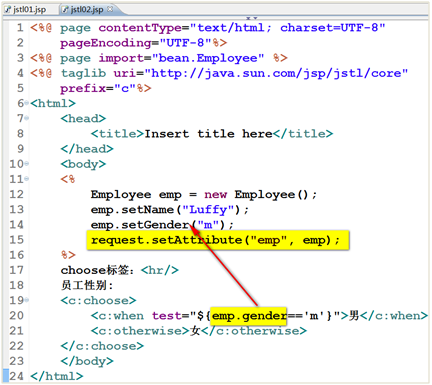 jstl01.jsp jstl02.jsp
1 <%@ page contentType="text/html; charset=UTF-8"
2 pageEncoding="UTF-8"%>
3 <%@ page import="bean.Employee" %>
4 <%@ taglib uri="http://java.sun.com/jsp/jstl/core"
5 prefix="c"%>
6 <html>
7 <head>
8 <title>Insert title here</title>
9 </head>
10 <body>
11 <%
12 Employee emp = new Employee();
13 emp.setName("Luffy");
14 emp.setGender("m");
15 request.setAttribute("emp", emp);
16 %>
17 choose标签：<hr/>
18 员工性别:
19 <c:choose>
20 <c:when test="${emp.gender=='m'}">男</c:when>
21 <c:otherwise>女</c:otherwise>
22 </c:choose>
23 </body>
24 </html>